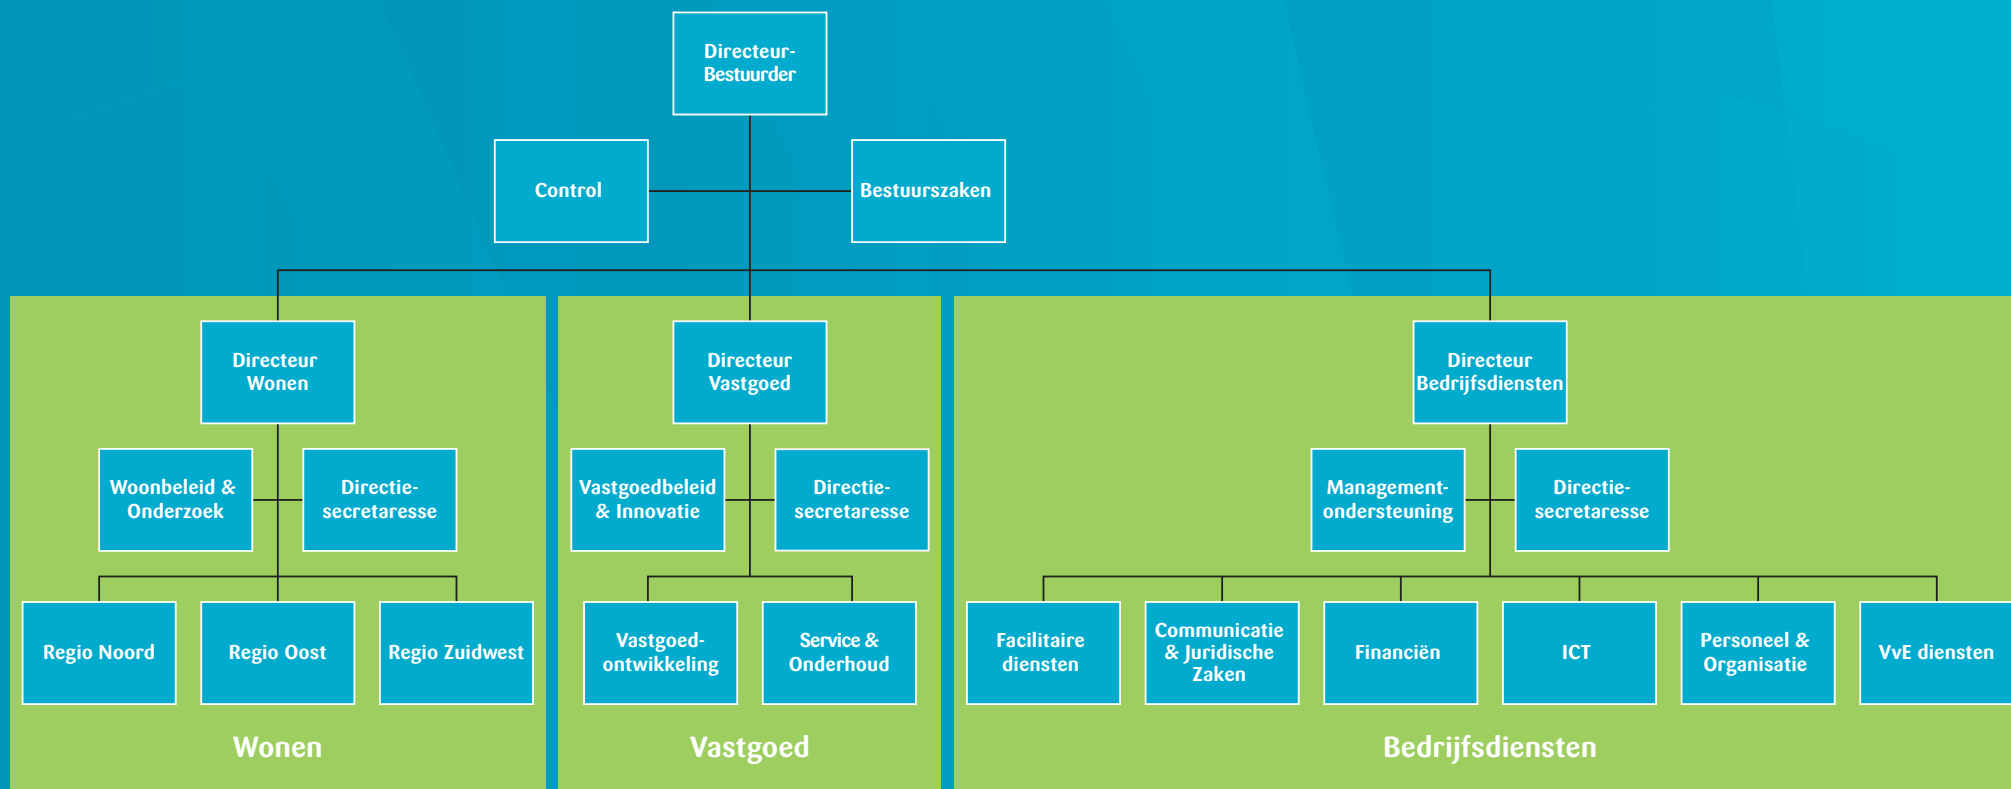 Directeur-
Bestuurder
Control
Bestuurszaken
Directeur
Wonen
Directeur
Vastgoed
Directeur
Bedrijfsdiensten
Woonbeleid &
Onderzoek
Directie-
secretaresse
Vastgoedbeleid
& Innovatie
Directie-
secretaresse
Management-
ondersteuning
Directie-
secretaresse
Regio Noord
Regio Oost
Regio Zuidwest
Vastgoed-
ontwikkeling
Service &
Onderhoud
Facilitaire
diensten
Communicatie
& Juridische
Zaken
Financiën
ICT
Personeel &
Organisatie
VvE diensten
Wonen
Vastgoed
Bedrijfsdiensten